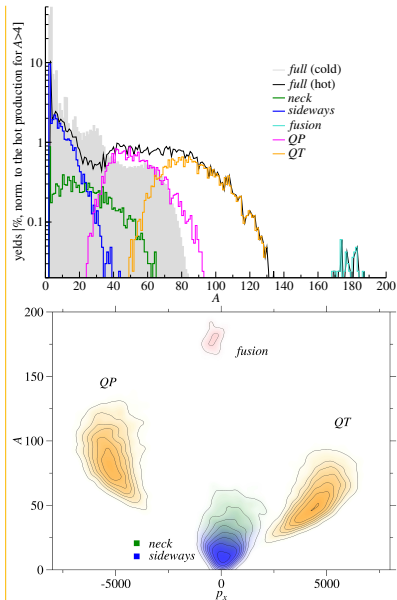 yields [%, norm. to the hot production for A>4]
10
1
0.1
full (cold)
full (hot)
neck
sideways
fusion
QP
QT
0 20 40 60 80 100 120 140 160 180 200
A
200
150
100
50
0
A
fusion
QP
QT
neck
sideways
-5000 0 5000
pₓ